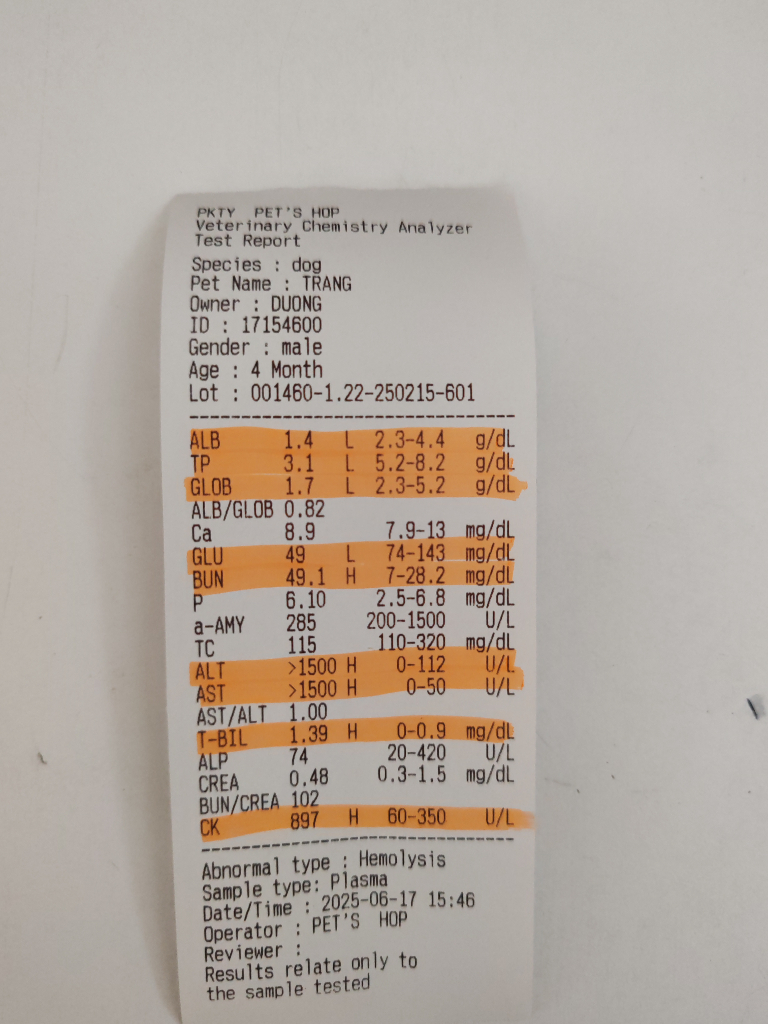 PKTY PET'S HOP
Veterinary Chemistry Analyzer
Test Report
Species : dog
Pet Name : TRANG
Owner : DUONG
ID : 17154600
Gender : male
Age : 4 Month
Lot : 001460-1.22-250215-601
ALB 1.4 L 2.3-4.4 g/dL
TP 3.1 L 5.2-8.2 g/dL
GLOB 1.7 L 2.3-5.2 g/dL
ALB/GLOB 0.82
Ca 8.9 7.9-13 mg/dL
GLU 49 L 74-143 mg/dL
BUN 49.1 H 7-28.2 mg/dL
P 6.10 2.5-6.8 mg/dL
a-AMY 285 200-1500 U/L
TC 115 110-320 mg/dL
ALT >1500 H 0-112 U/L
AST >1500 H 0-50 U/L
AST/ALT 1.00
T-BIL 1.39 H 0-0.9 mg/dL
ALP 74 20-420 U/L
CREA 0.48 0.3-1.5 mg/dL
BUN/CREA 102
CK 897 H 60-350 U/L
Abnormal type : Hemolysis
Sample type: Plasma
Date/Time : 2025-06-17 15:46
Operator : PET'S HOP
Reviewer :
Results relate only to
the sample tested